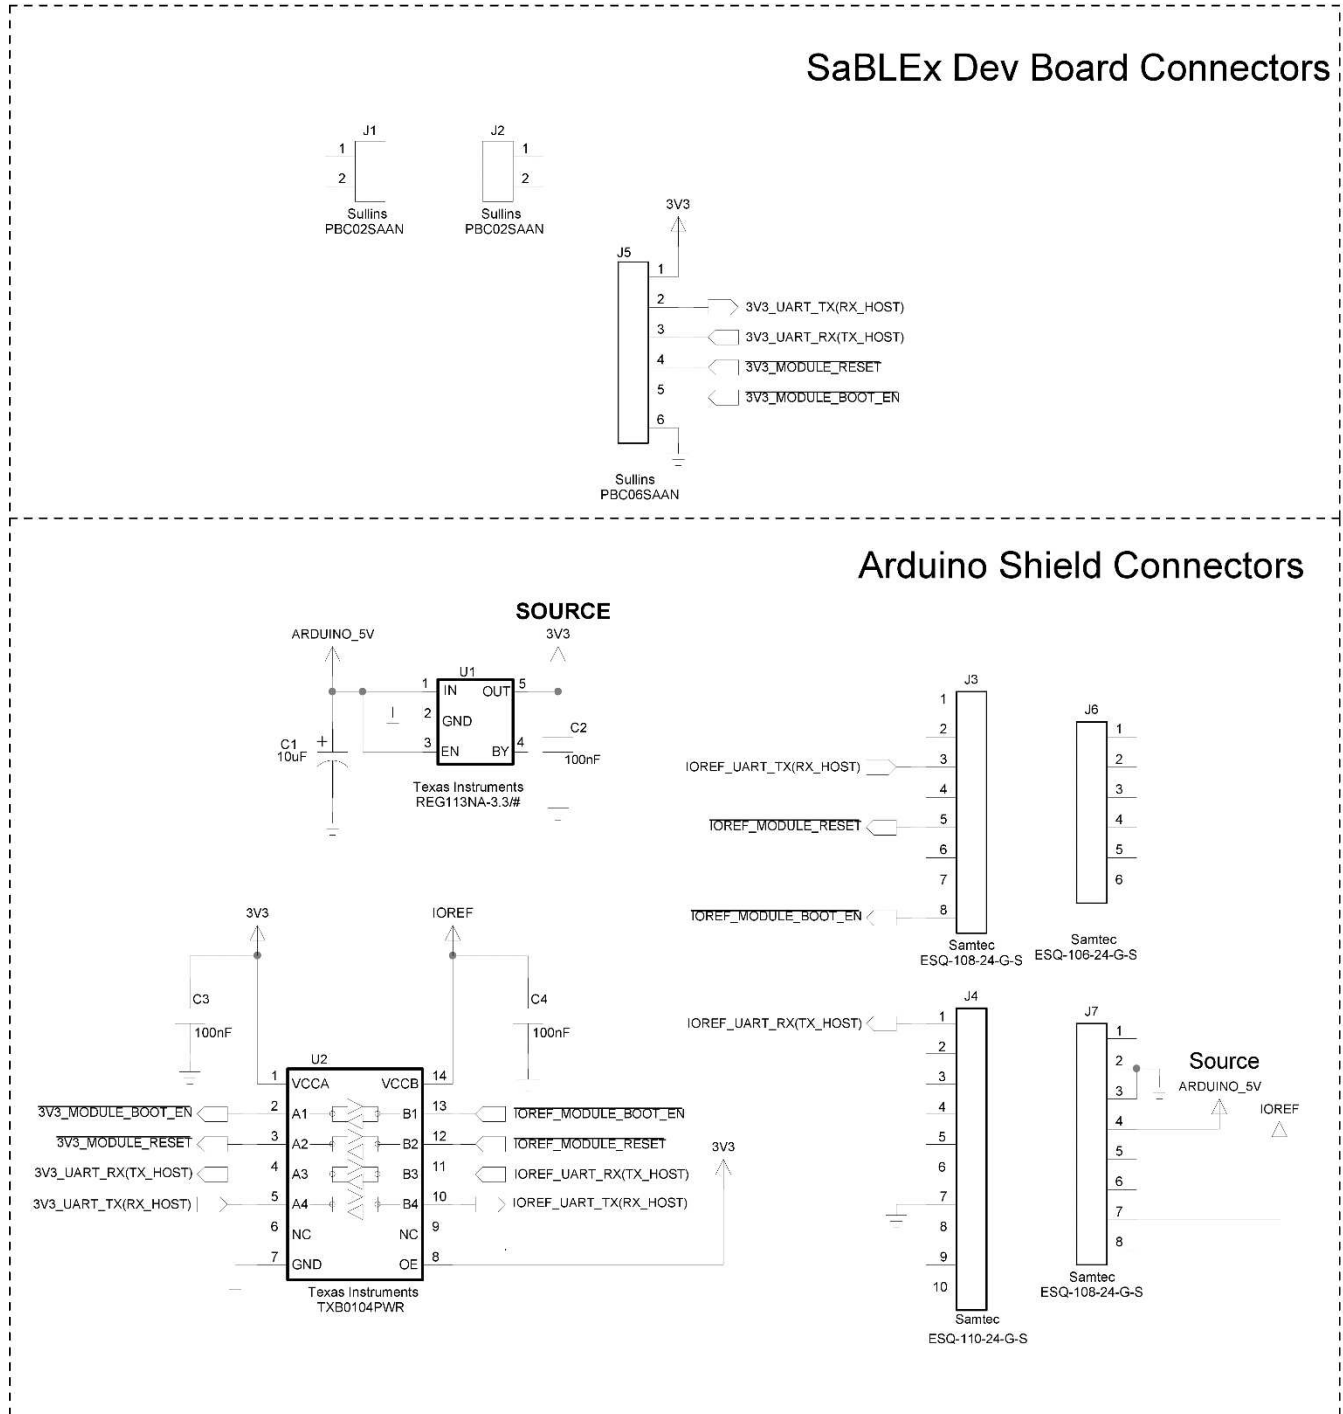 SaBLEx Dev Board Connectors
J1
1
2
Sullins
PBC02SAAN
J2
1
2
Sullins
PBC02SAAN
3V3
J5
1
2
3V3_UART_TX(RX_HOST)
3
3V3_UART_RX(TX_HOST)
4
3V3_MODULE_RESET
5
3V3_MODULE_BOOT_EN
6
Sullins
PBC06SAAN
Arduino Shield Connectors
SOURCE
ARDUINO_5V
3V3
U1
1 IN OUT 5
2 GND
3 EN BY 4
C1
+
10uF
C2
100nF
Texas Instruments
REG113NA-3.3/#
J3
1
2
IOREF_UART_TX(RX_HOST)
3
4
IOREF_MODULE_RESET
5
6
7
IOREF_MODULE_BOOT_EN
8
Samtec
ESQ-108-24-G-S
J6
1
2
3
4
5
6
Samtec
ESQ-106-24-G-S
3V3
IOREF
C3
100nF
C4
100nF
U2
1 VCCA VCCB 14
3V3_MODULE_BOOT_EN 2 A1 B1 13 IOREF_MODULE_BOOT_EN
3V3_MODULE_RESET 3 A2 B2 12 IOREF_MODULE_RESET
3V3_UART_RX(TX_HOST) 4 A3 B3 11 IOREF_UART_RX(TX_HOST)
3V3_UART_TX(RX_HOST) 5 A4 B4 10 IOREF_UART_TX(RX_HOST)
6 NC NC 9
7 GND OE 8
3V3
Texas Instruments
TXB0104PWR
J4
IOREF_UART_RX(TX_HOST)
1
2
3
4
5
6
7
8
9
10
Samtec
ESQ-110-24-G-S
J7
1
2
3
4
5
6
7
8
Source
ARDUINO_5V
IOREF
Samtec
ESQ-108-24-G-S